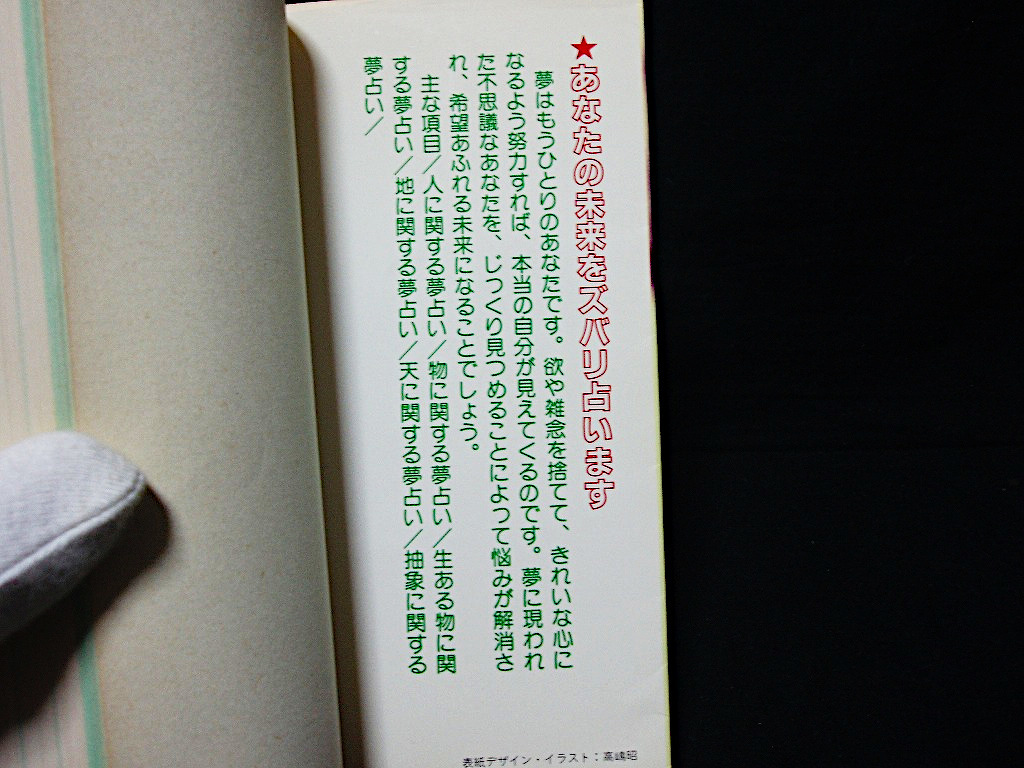 ★あなたの未来をズバリ占います
夢はもうひとりのあなたです。欲や雑念を捨てて、きれいな心に
なるよう努力すれば、本当の自分が見えてくるのです。夢に現われ
た不思議なあなたを、じっくり見つめることによって悩みが解消さ
れ、希望あふれる未来になることでしょう。
主な項目／人に関する夢占い／物に関する夢占い／生ある物に関
する夢占い／地に関する夢占い／天に関する夢占い／抽象に関する
夢占い／
表紙デザイン・イラスト：高嶋昭